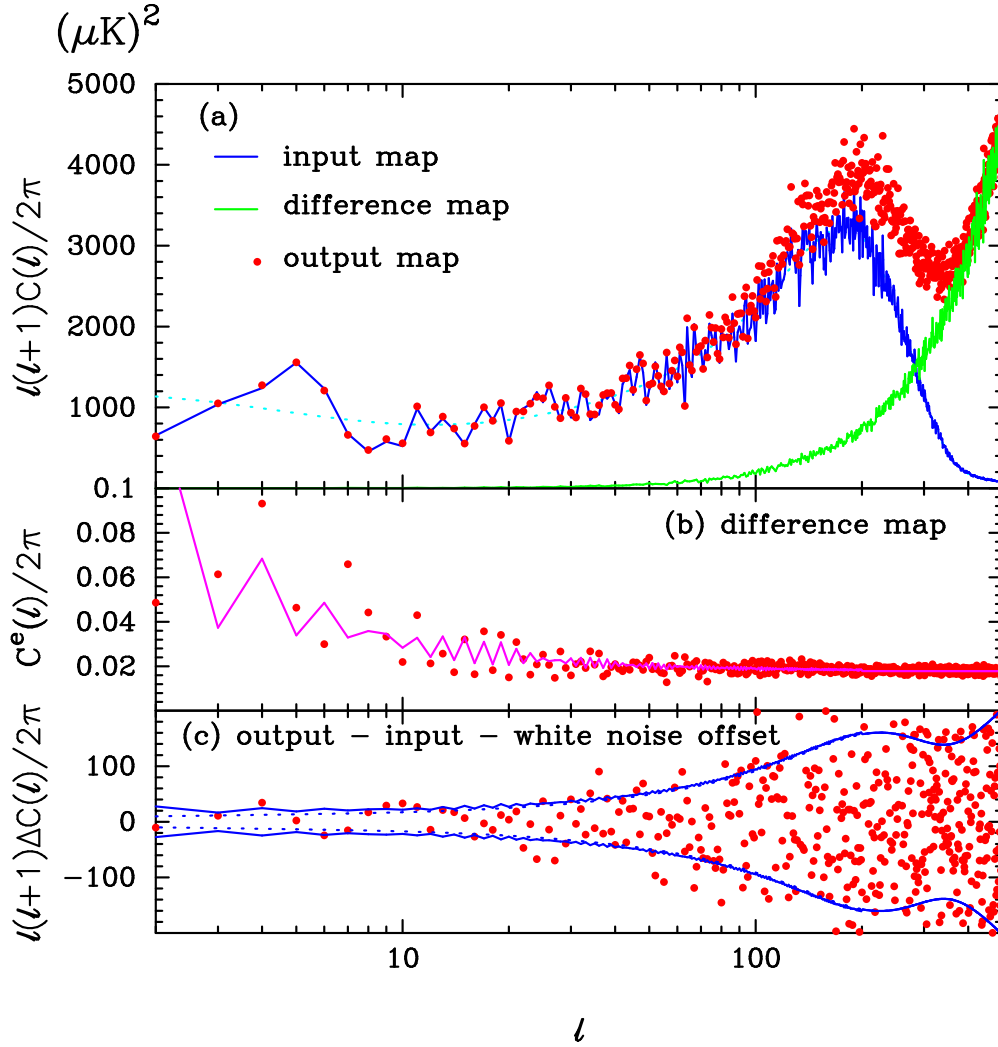 (μK)²
5000
4000
3000
2000
1000
ℓ(ℓ+1)C(ℓ)/2π
(a)
input map
difference map
output map
0.1
0.08
0.06
0.04
0.02
Cᵉ(ℓ)/2π
(b) difference map
100
0
−100
ℓ(ℓ+1)ΔC(ℓ)/2π
(c) output − input − white noise offset
10
100
ℓ